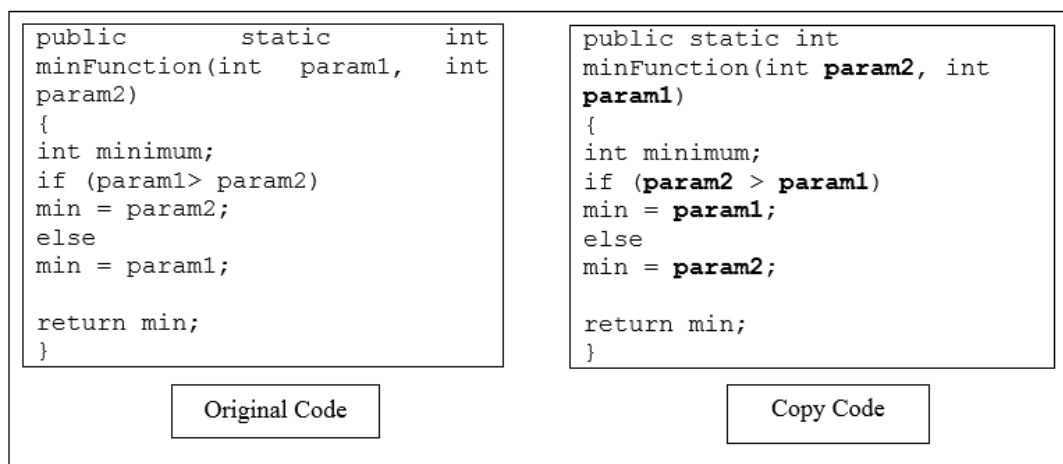 public static int
minFunction(int param1, int
param2)
{
int minimum;
if (param1> param2)
min = param2;
else
min = param1;
return min;
}
Original Code
public static int
minFunction(int param2, int
param1)
{
int minimum;
if (param2 > param1)
min = param1;
else
min = param2;
return min;
}
Copy Code